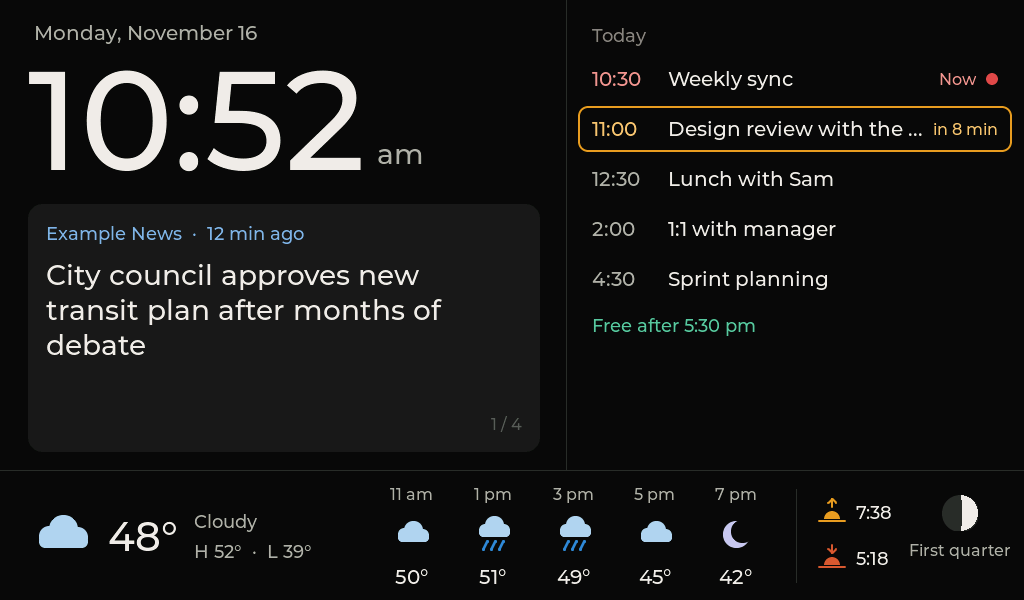 Monday, November 16
10:52 am
Example News · 12 min ago
City council approves new
transit plan after months of
debate
1 / 4
Today
10:30 Weekly sync Now
11:00 Design review with the ... in 8 min
12:30 Lunch with Sam
2:00 1:1 with manager
4:30 Sprint planning
Free after 5:30 pm
48°
Cloudy
H 52° · L 39°
11 am 1 pm 3 pm 5 pm 7 pm
50° 51° 49° 45° 42°
7:38
5:18
First quarter